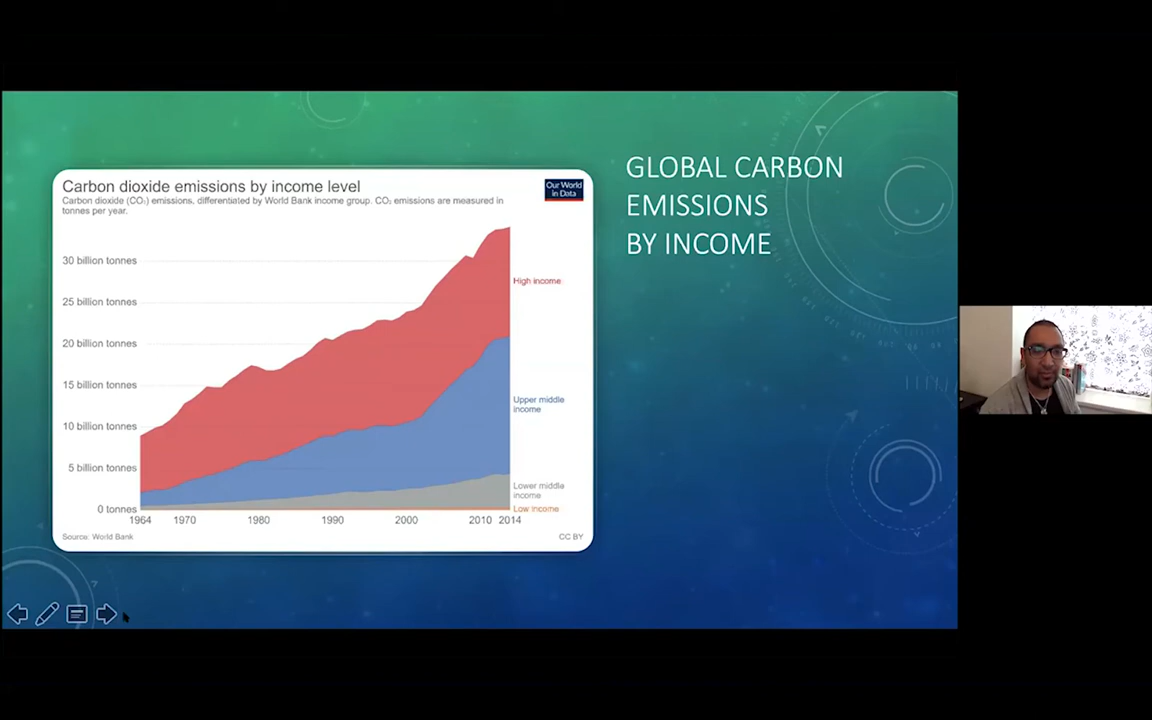 GLOBAL CARBON
EMISSIONS
BY INCOME
Carbon dioxide emissions by income level
Carbon dioxide (CO₂) emissions, differentiated by World Bank income group. CO₂ emissions are measured in
tonnes per year.
Our World
in Data
30 billion tonnes
25 billion tonnes
20 billion tonnes
15 billion tonnes
10 billion tonnes
5 billion tonnes
0 tonnes
High income
Upper middle
income
Lower middle
income
Low income
1964 1970 1980 1990 2000 2010 2014
Source: World Bank
CC BY